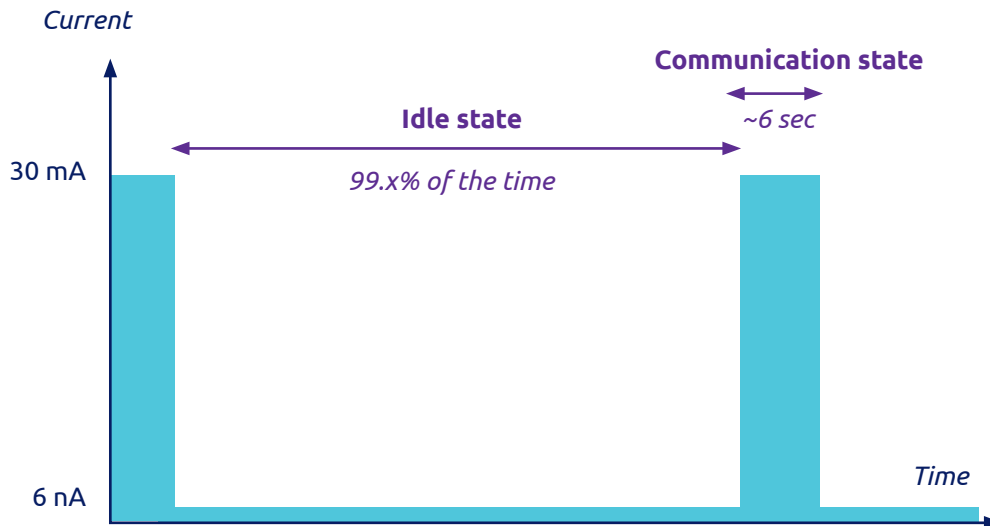 Current
Communication state
~6 sec
Idle state
30 mA
99.x% of the time
Time
6 nA